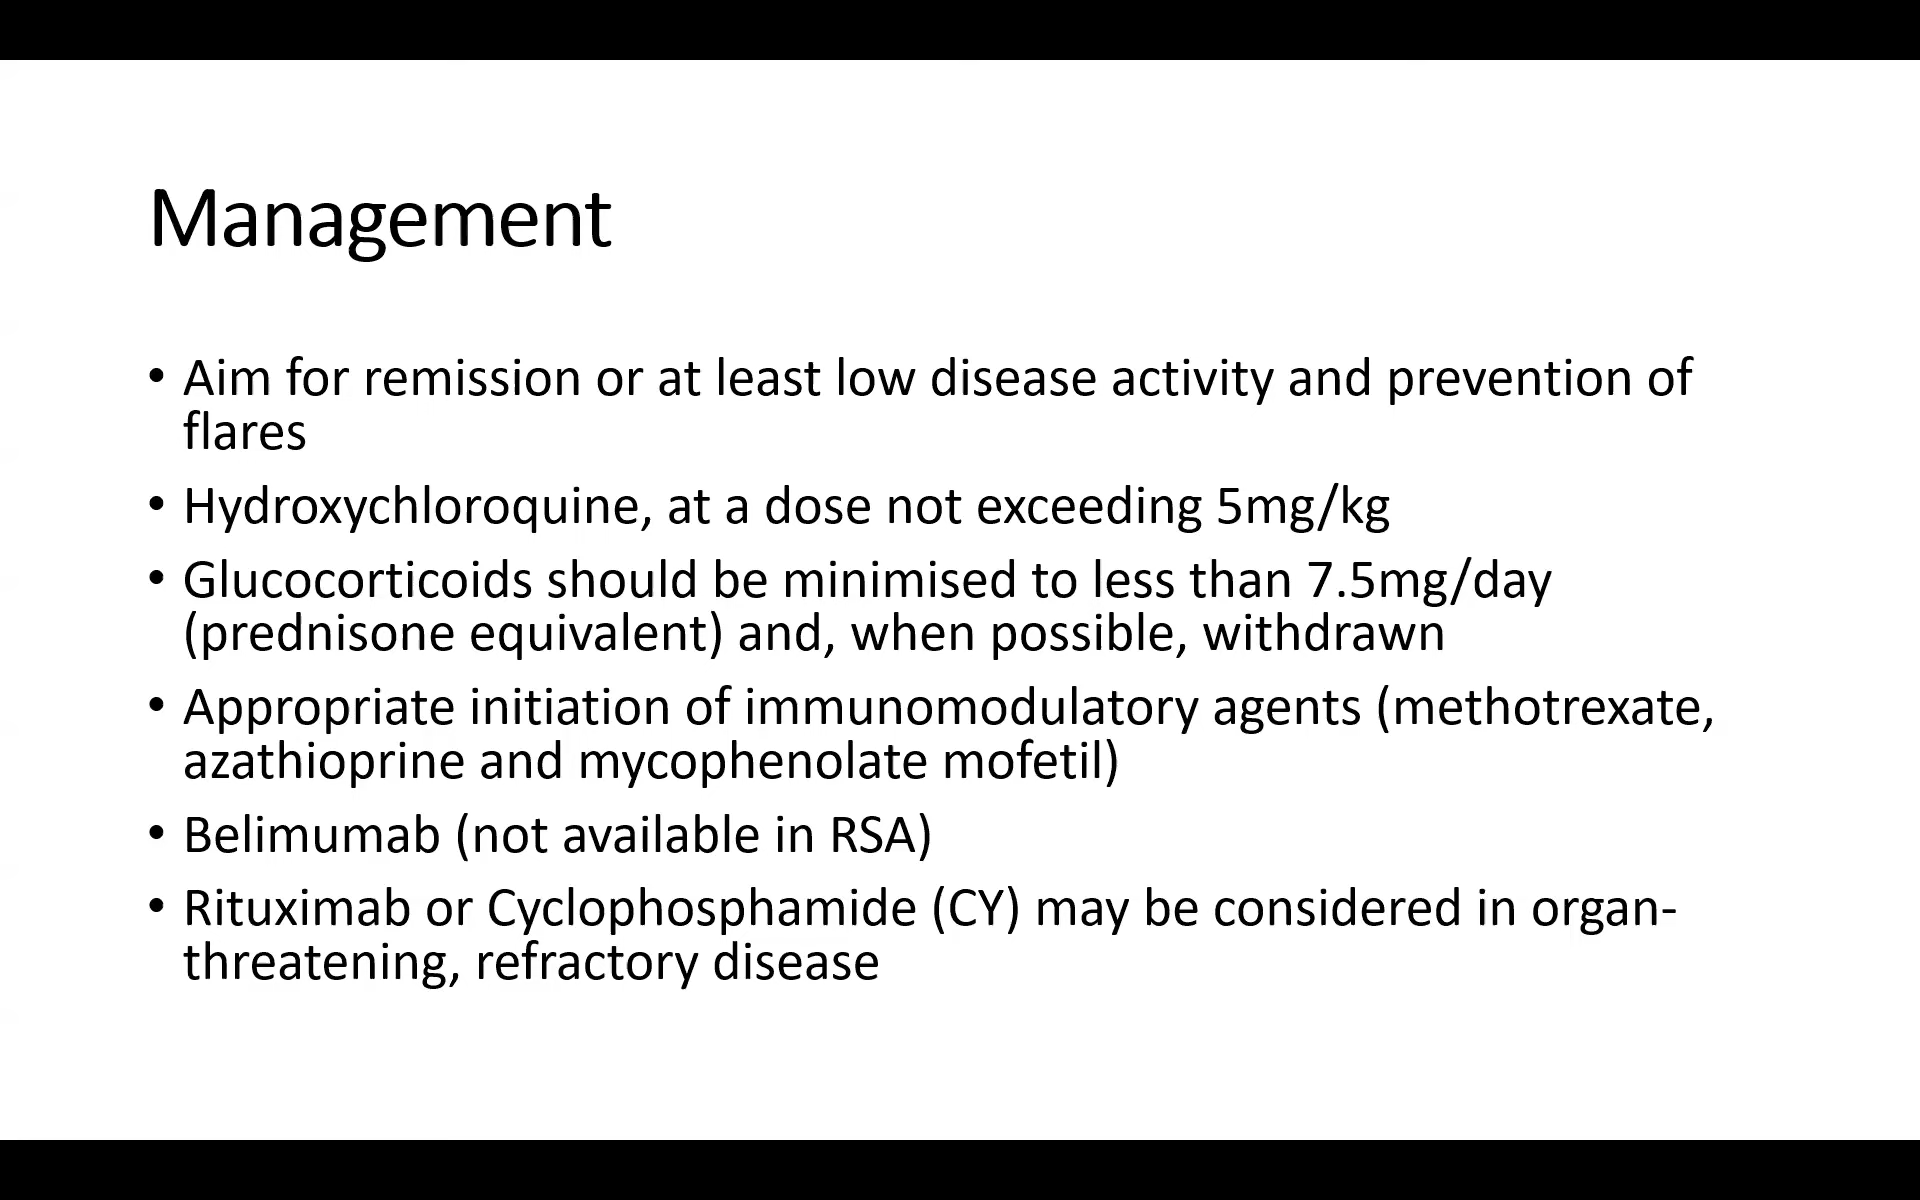 Management
• Aim for remission or at least low disease activity and prevention of
flares
• Hydroxychloroquine, at a dose not exceeding 5mg/kg
• Glucocorticoids should be minimised to less than 7.5mg/day
(prednisone equivalent) and, when possible, withdrawn
• Appropriate initiation of immunomodulatory agents (methotrexate,
azathioprine and mycophenolate mofetil)
• Belimumab (not available in RSA)
• Rituximab or Cyclophosphamide (CY) may be considered in organ-
threatening, refractory disease